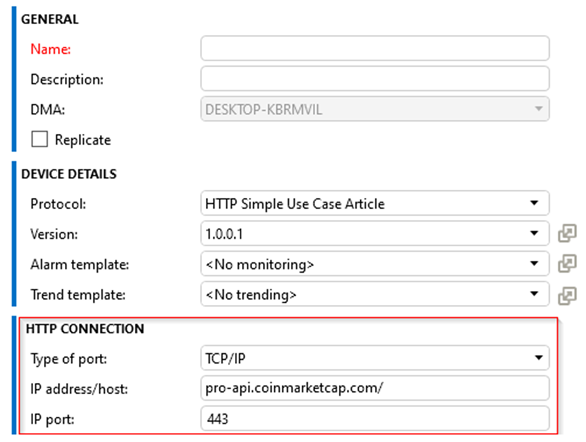 GENERAL
Name:
Description:
DMA: DESKTOP-KBRMVIL
Replicate
DEVICE DETAILS
Protocol: HTTP Simple Use Case Article
Version: 1.0.0.1
Alarm template: <No monitoring>
Trend template: <No trending>
HTTP CONNECTION
Type of port: TCP/IP
IP address/host: pro-api.coinmarketcap.com/
IP port: 443